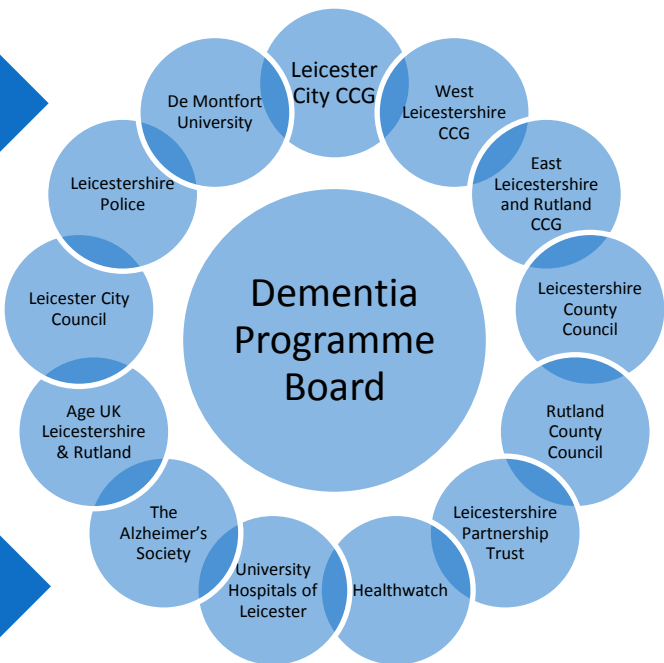 Leicester
City CCG
West
Leicestershire
CCG
East
Leicestershire
and Rutland
CCG
Leicestershire
County
Council
Rutland
County
Council
Leicestershire
Partnership
Trust
Healthwatch
University
Hospitals of
Leicester
The
Alzheimer’s
Society
Age UK
Leicestershire
& Rutland
Leicester City
Council
Leicestershire
Police
De Montfort
University
Dementia
Programme
Board